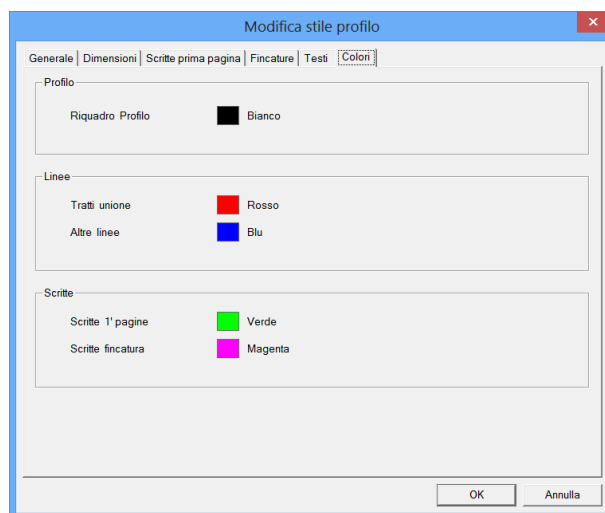 Modifica stile profilo
Generale Dimensioni Scritte prima pagina Fincature Testi Colori
Profilo
Riquadro Profilo Bianco
Linee
Tratti unione Rosso
Altre linee Blu
Scritte
Scritte 1' pagine Verde
Scritte fincatura Magenta
OK Annulla